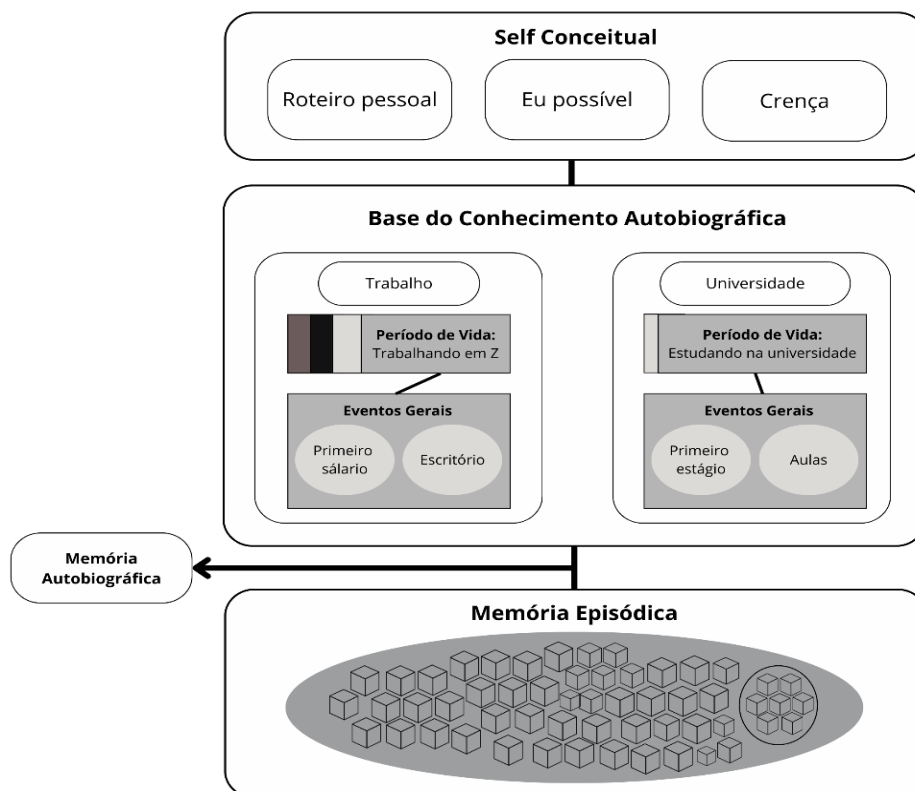 Self Conceitual
Roteiro pessoal
Eu possível
Crença
Base do Conhecimento Autobiográfica
Trabalho
Período de Vida:
Trabalhando em Z
Eventos Gerais
Primeiro
sálario
Escritório
Universidade
Período de Vida:
Estudando na universidade
Eventos Gerais
Primeiro
estágio
Aulas
Memória
Autobiográfica
Memória Episódica